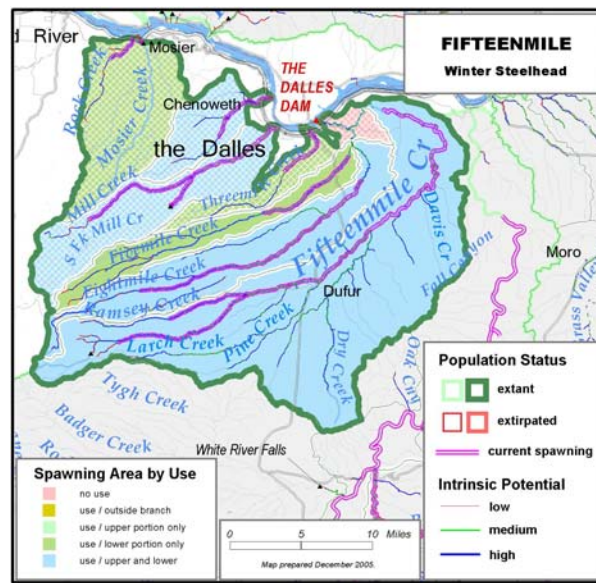 FIFTEENMILE
Winter Steelhead
d River
Mosier
THE
DALLES
DAM
Rock Creek
Mosier Creek
Chenoweth
the Dalles
Mill Creek
S Fk Mill Cr
Fivemile Creek
Eightmile Creek
Fifteenmile Cr
Ramsey Creek
Davis Cr
Fall Canyon
Moro
Dufur
Larch Creek
Pine Creek
Dry Creek
Oak
Tygh Creek
Badger Creek
White River Falls
Population Status
extant
extirpated
current spawning
Intrinsic Potential
low
medium
high
Spawning Area by Use
no use
use / outside branch
use / upper portion only
use / lower portion only
use / upper and lower
0 5 10
Miles
Map prepared December 2005.